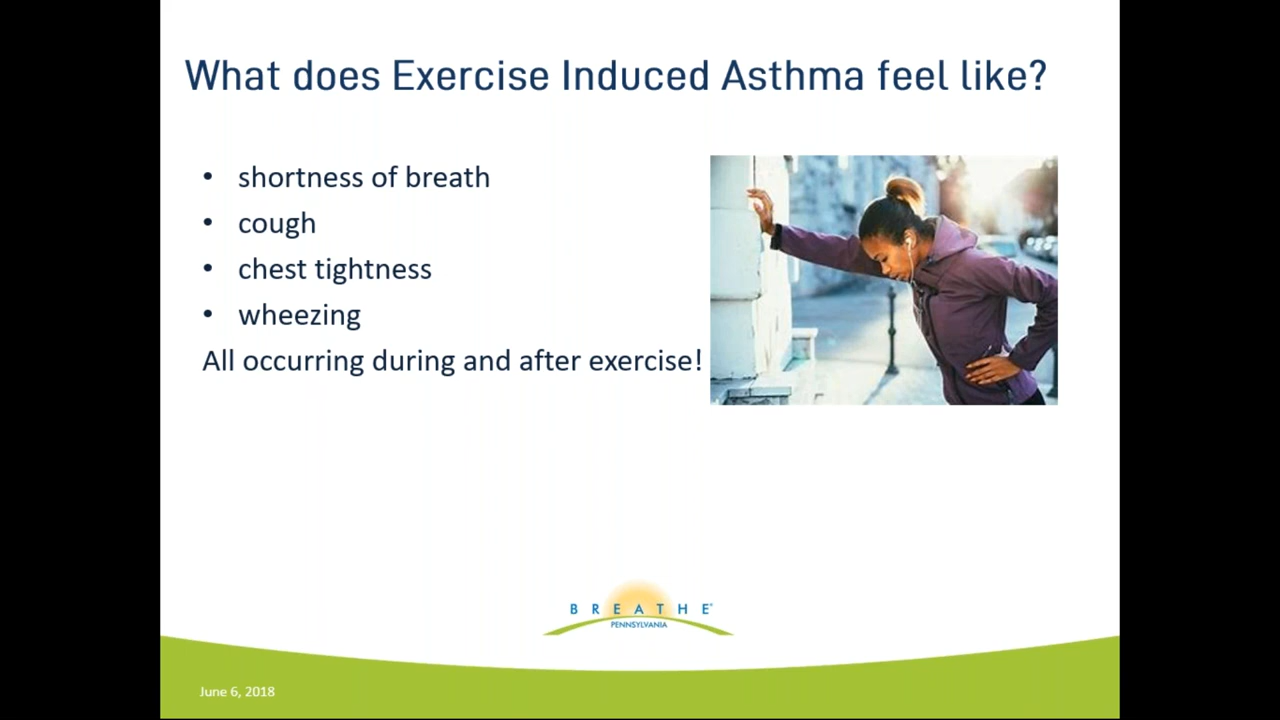 What does Exercise Induced Asthma feel like?
• shortness of breath
• cough
• chest tightness
• wheezing
All occurring during and after exercise!
BREATHE
PENNSYLVANIA
June 6, 2018